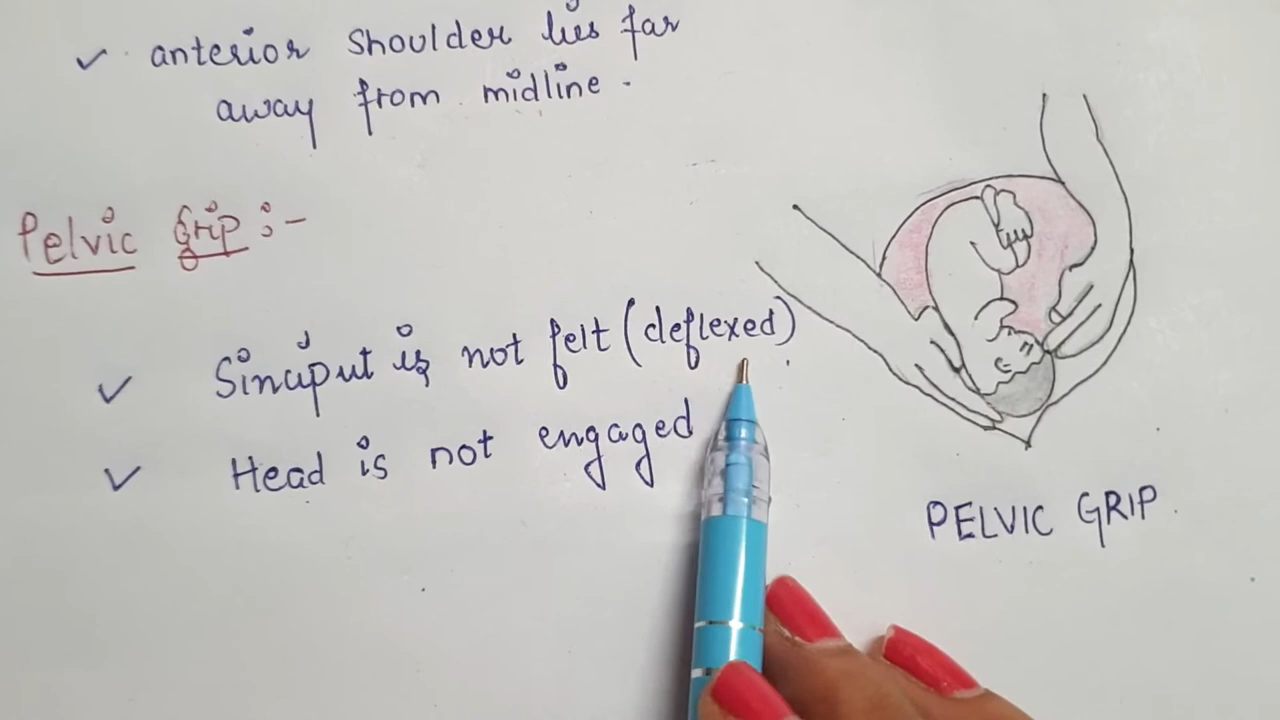 ✓ anterior shoulder lies far
away from midline.
Pelvic Grip :-
✓ Sinciput is not felt (deflexed)
✓ Head is not engaged
PELVIC GRIP